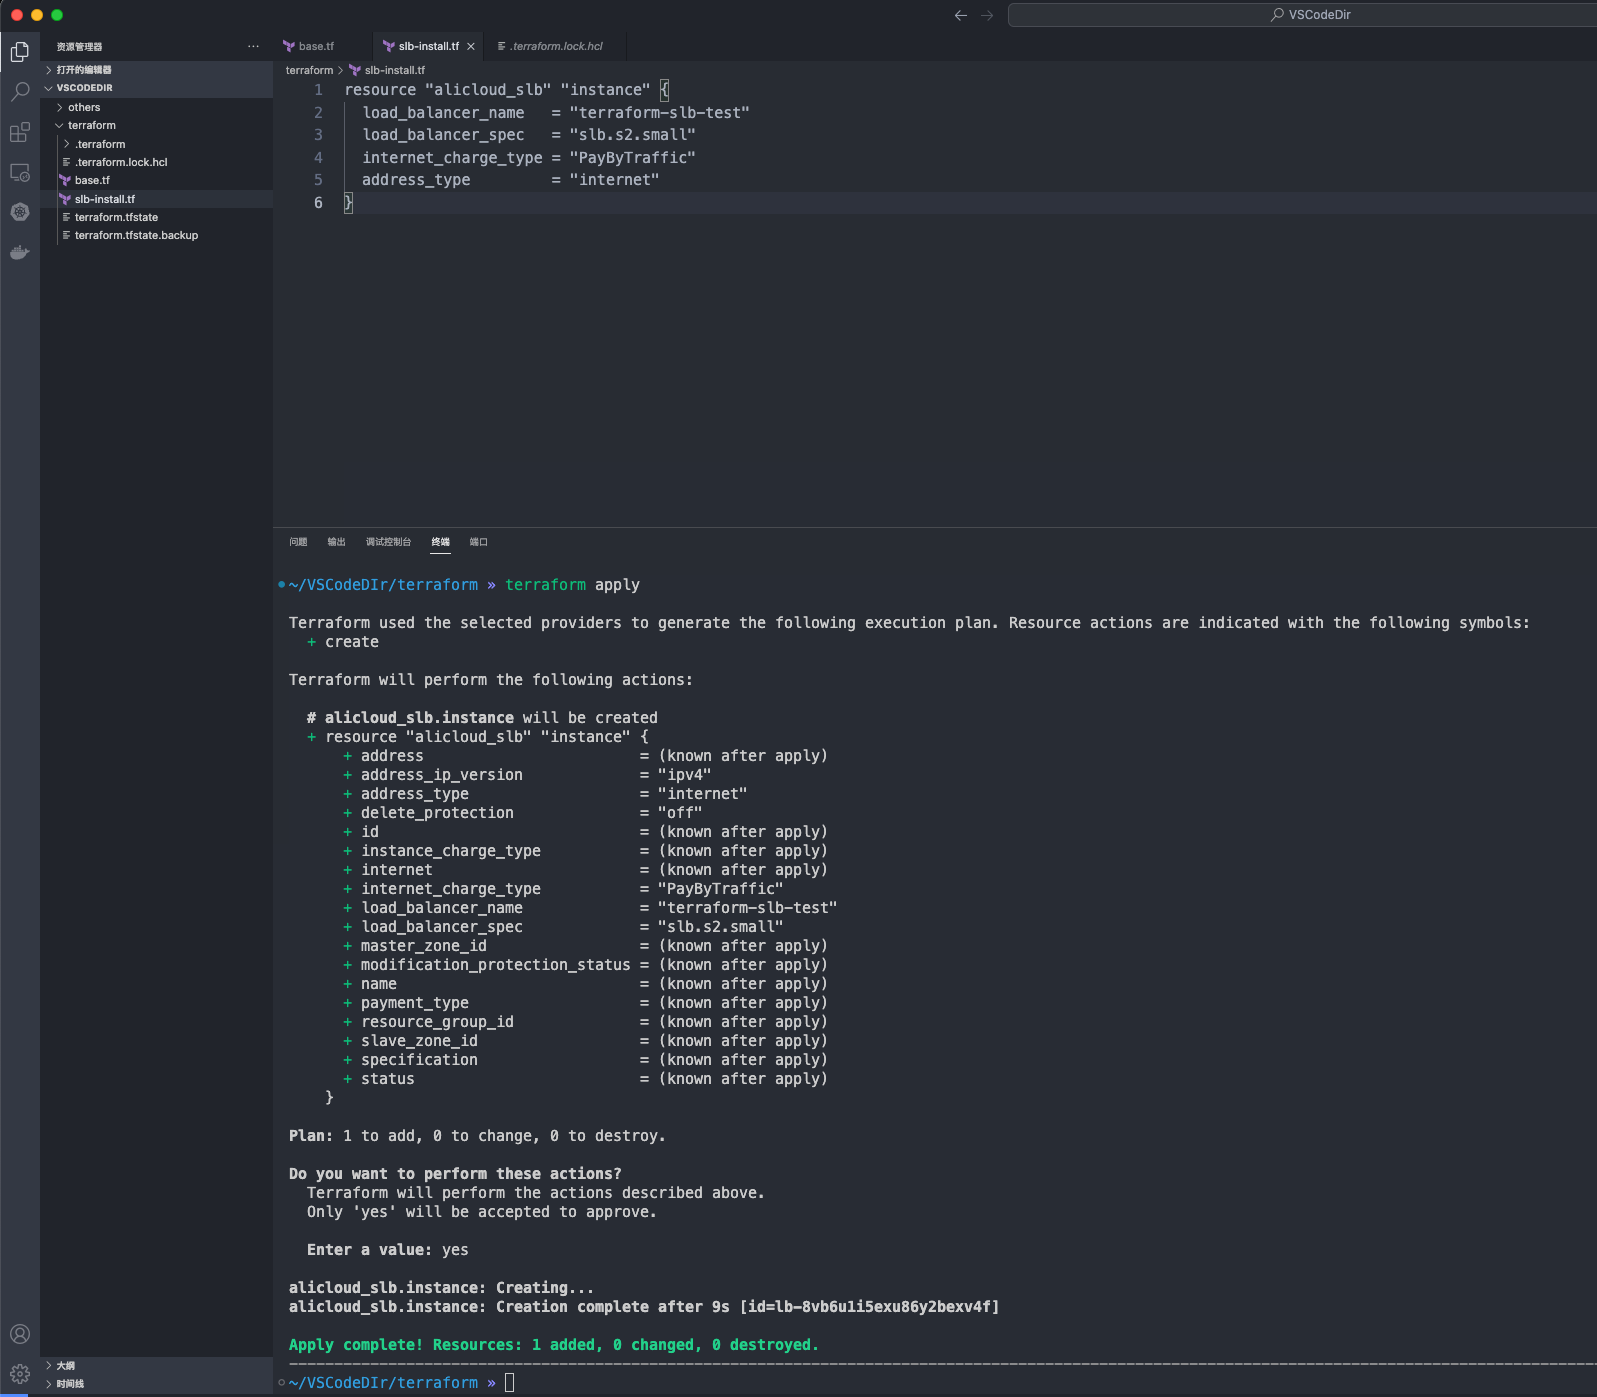 VSCodeDir
资源管理器
打开的编辑器
VSCODEDIR
others
terraform
.terraform
.terraform.lock.hcl
base.tf
slb-install.tf
terraform.tfstate
terraform.tfstate.backup
大纲
时间线
base.tf
slb-install.tf
.terraform.lock.hcl
terraform > slb-install.tf
1 resource "alicloud_slb" "instance" {
2 load_balancer_name = "terraform-slb-test"
3 load_balancer_spec = "slb.s2.small"
4 internet_charge_type = "PayByTraffic"
5 address_type = "internet"
6 }
问题 输出 调试控制台 终端 端口
~/VSCodeDIr/terraform » terraform apply
Terraform used the selected providers to generate the following execution plan. Resource actions are indicated with the following symbols:
+ create
Terraform will perform the following actions:
# alicloud_slb.instance will be created
+ resource "alicloud_slb" "instance" {
+ address = (known after apply)
+ address_ip_version = "ipv4"
+ address_type = "internet"
+ delete_protection = "off"
+ id = (known after apply)
+ instance_charge_type = (known after apply)
+ internet = (known after apply)
+ internet_charge_type = "PayByTraffic"
+ load_balancer_name = "terraform-slb-test"
+ load_balancer_spec = "slb.s2.small"
+ master_zone_id = (known after apply)
+ modification_protection_status = (known after apply)
+ name = (known after apply)
+ payment_type = (known after apply)
+ resource_group_id = (known after apply)
+ slave_zone_id = (known after apply)
+ specification = (known after apply)
+ status = (known after apply)
}
Plan: 1 to add, 0 to change, 0 to destroy.
Do you want to perform these actions?
Terraform will perform the actions described above.
Only 'yes' will be accepted to approve.
Enter a value: yes
alicloud_slb.instance: Creating...
alicloud_slb.instance: Creation complete after 9s [id=lb-8vb6u1i5exu86y2bexv4f]
Apply complete! Resources: 1 added, 0 changed, 0 destroyed.
~/VSCodeDIr/terraform »